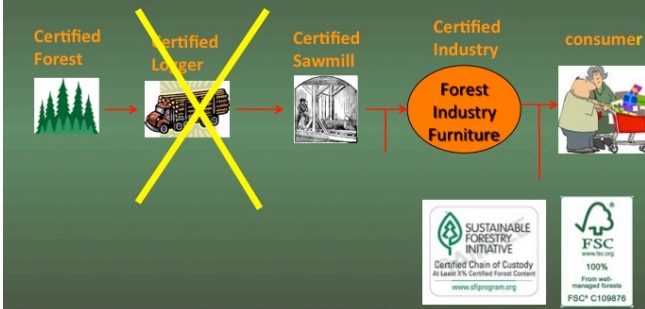 Certified
Forest
Certified
Logger
Certified
Sawmill
Certified
Industry
consumer
Forest
Industry
Furniture
SUSTAINABLE
FORESTRY
INITIATIVE
Certified Chain of Custody
At Least X% Certified Forest Content
www.sfiprogram.org
FSC
www.fsc.org
100%
From well-
managed forests
FSC® C109876